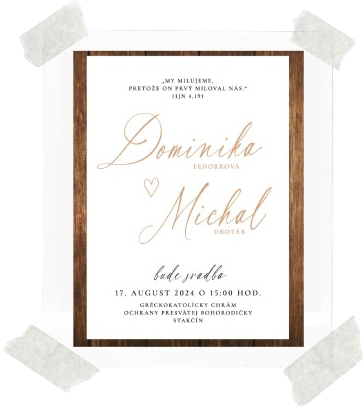 „MY MILUJEME,
PRETOŽE ON PRVÝ MILOVAL NÁS.“
(1JN 4,19)
Dominika
FEDORKOVÁ
Michal
DROTÁR
bude svadba
17. AUGUST 2024 O 15:00 HOD.
GRÉCKOKATOLÍCKY CHRÁM
OCHRANY PRESVÄTEJ BOHORODIČKY
STAKČÍN